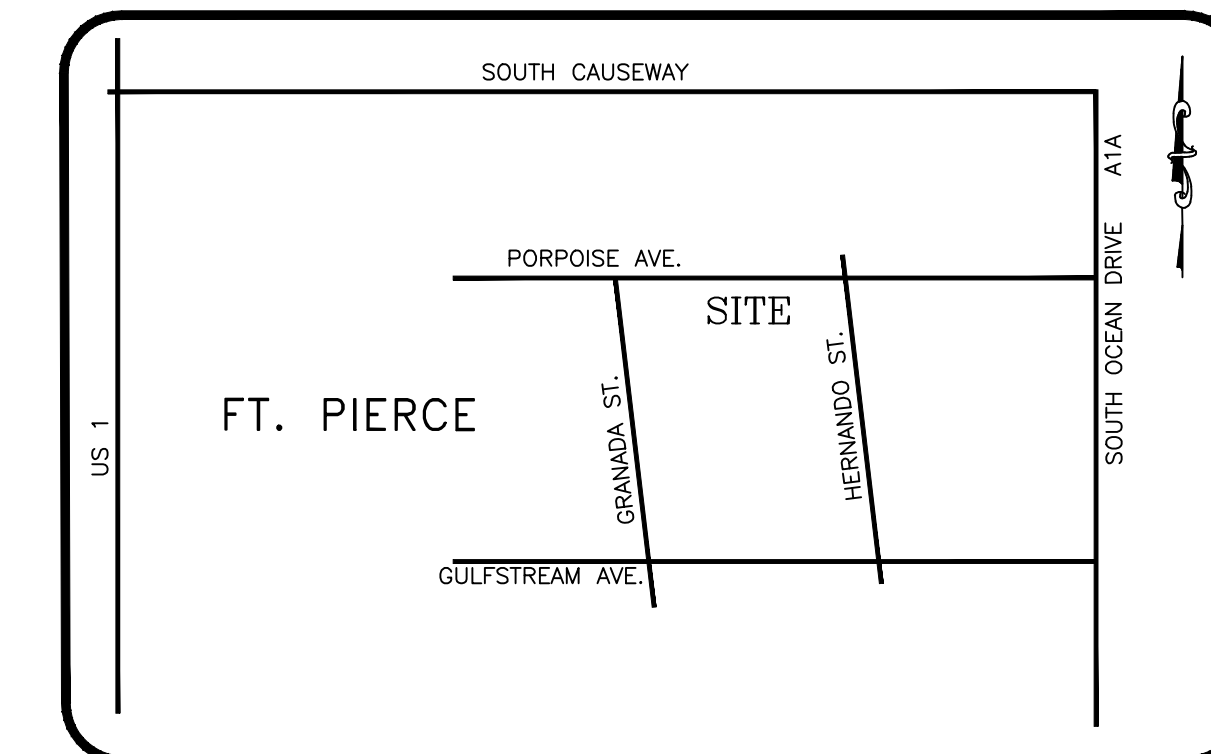 SOUTH CAUSEWAY
A1A
SOUTH OCEAN DRIVE
PORPOISE AVE.
SITE
HERNANDO ST.
GRANADA ST.
FT. PIERCE
US 1
GULFSTREAM AVE.